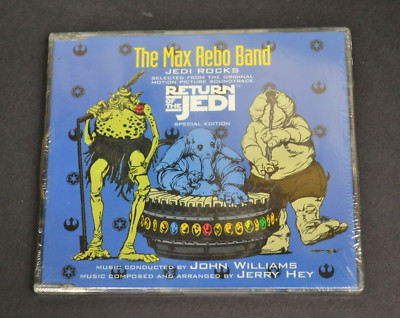 The Max Rebo Band
JEDI ROCKS
SELECTED FROM THE ORIGINAL
MOTION PICTURE SOUNDTRACK
RETURN
OF THE
JEDI
SPECIAL EDITION
MUSIC CONDUCTED BY JOHN WILLIAMS
MUSIC COMPOSED AND ARRANGED BY JERRY HEY